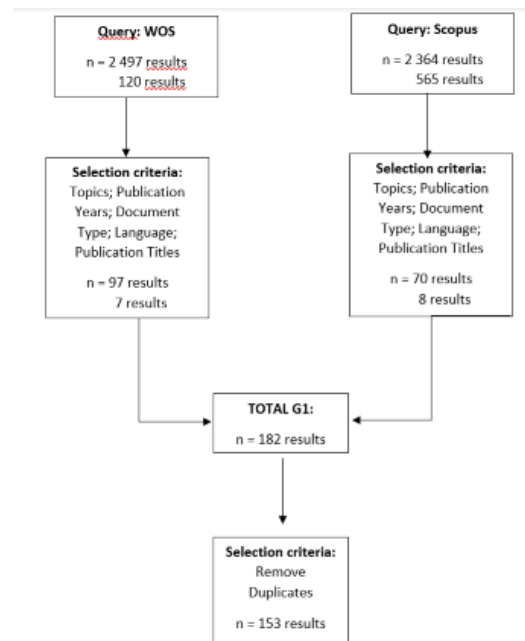 Query: WOS
n = 2 497 results
120 results
Query: Scopus
n = 2 364 results
565 results
Selection criteria:
Topics; Publication
Years; Document
Type; Language;
Publication Titles
n = 97 results
7 results
Selection criteria:
Topics; Publication
Years; Document
Type; Language;
Publication Titles
n = 70 results
8 results
TOTAL G1:
n = 182 results
Selection criteria:
Remove
Duplicates
n = 153 results